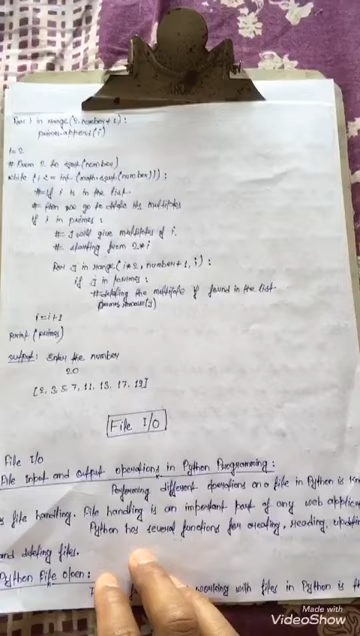 for i in range(2, number+1):
primes.append(i)
i=2
# From 2 to sqrt(number)
while (i <= int (math.sqrt(number))):
# if i is in the list
# then we go to delete its multiples
if i in primes:
# j will give multiples of i,
# starting from 2*i
for j in range(i*2, number+1, i):
if j in primes:
# deleting the multiple if found in the list
primes.remove(j)
i=i+1
print (primes)
output: Enter the number
20
[2, 3, 5, 7, 11, 13, 17, 19]
File I/O
File I/O
File Input and output operations in Python Programming:
Performing different operations on a file in Python is
file handling. File handling is an important part of any web
Python has several functions for creating, reading,
and deleting files.
Python File Open:
working with files in Python is
Made with
VideoShow